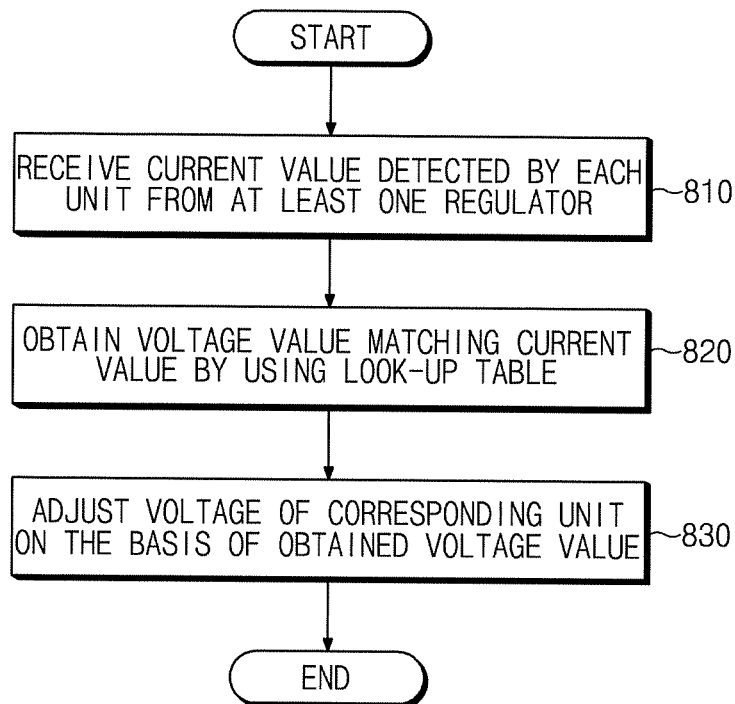 START
RECEIVE CURRENT VALUE DETECTED BY EACH
UNIT FROM AT LEAST ONE REGULATOR
810
OBTAIN VOLTAGE VALUE MATCHING CURRENT
VALUE BY USING LOOK-UP TABLE
820
ADJUST VOLTAGE OF CORRESPONDING UNIT
ON THE BASIS OF OBTAINED VOLTAGE VALUE
830
END